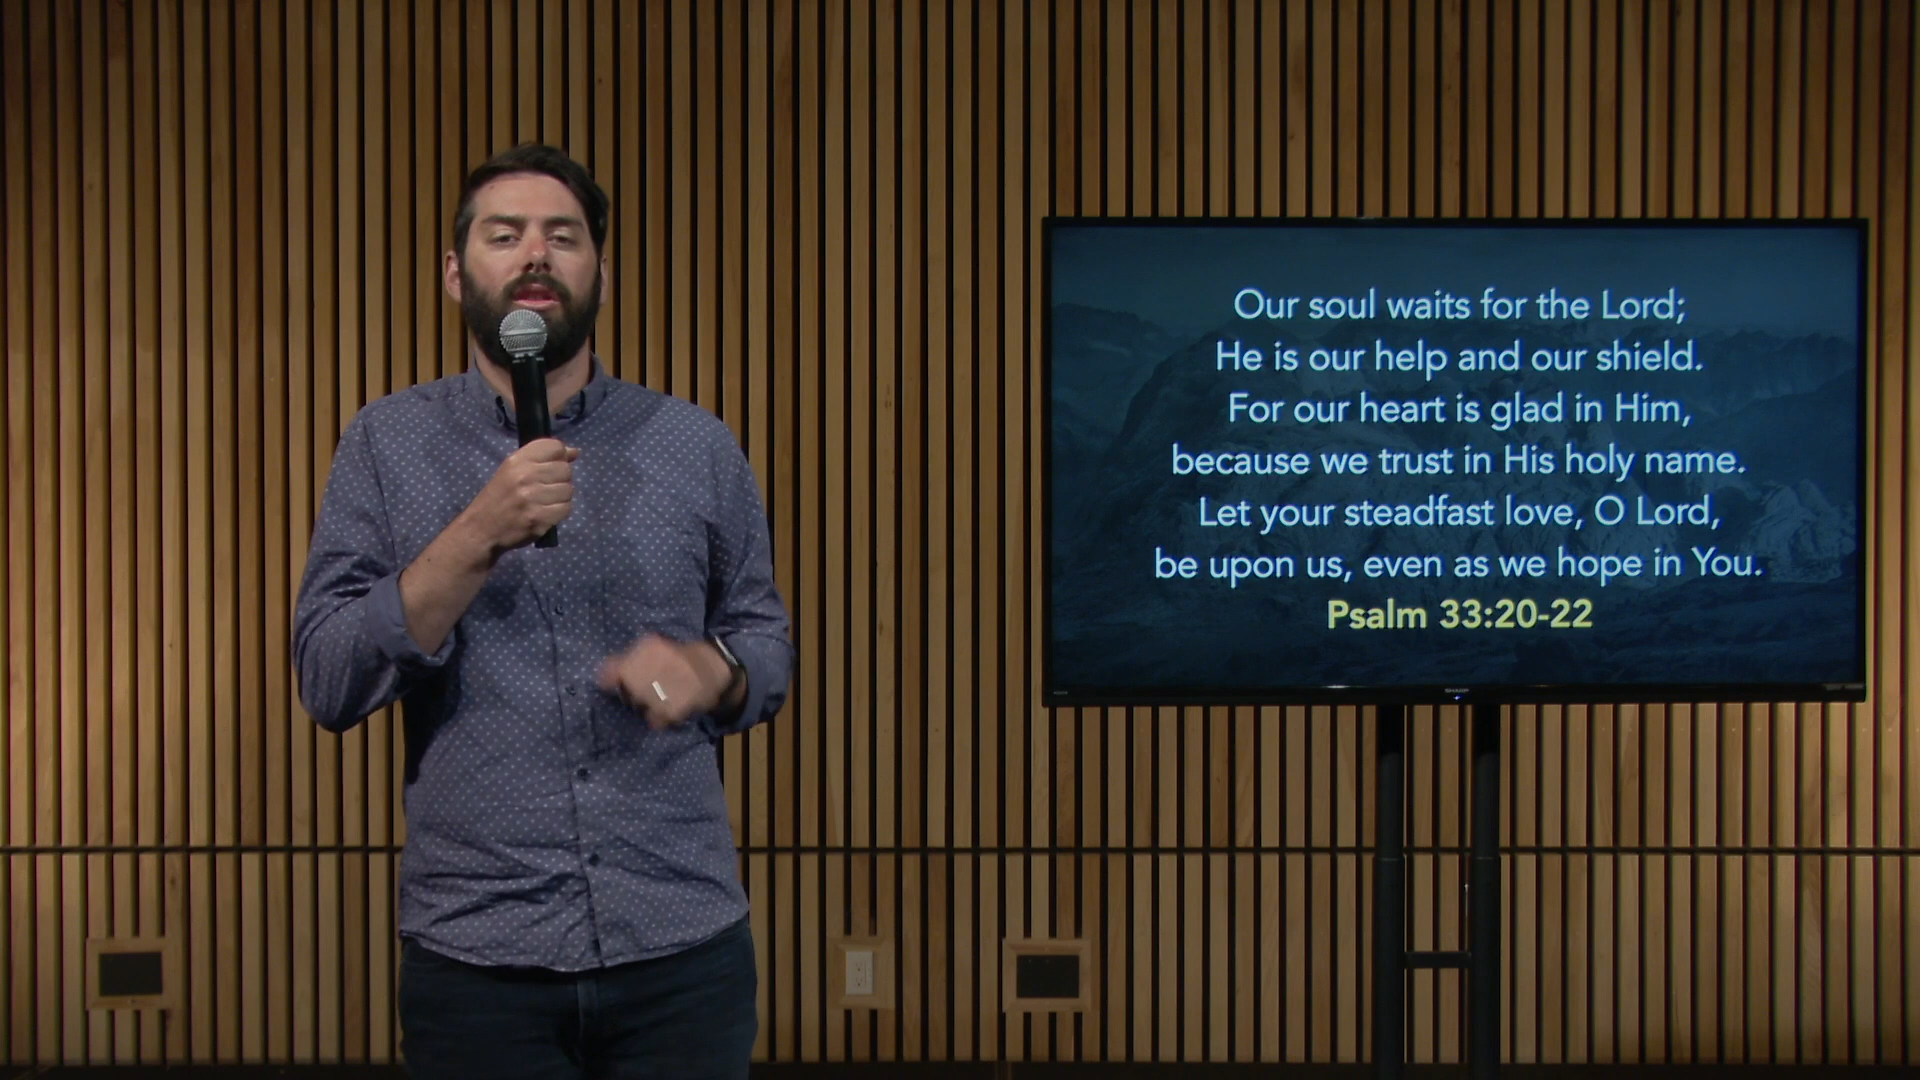 Our soul waits for the Lord;
He is our help and our shield.
For our heart is glad in Him,
because we trust in His holy name.
Let your steadfast love, O Lord,
be upon us, even as we hope in You.
Psalm 33:20-22
SHARP